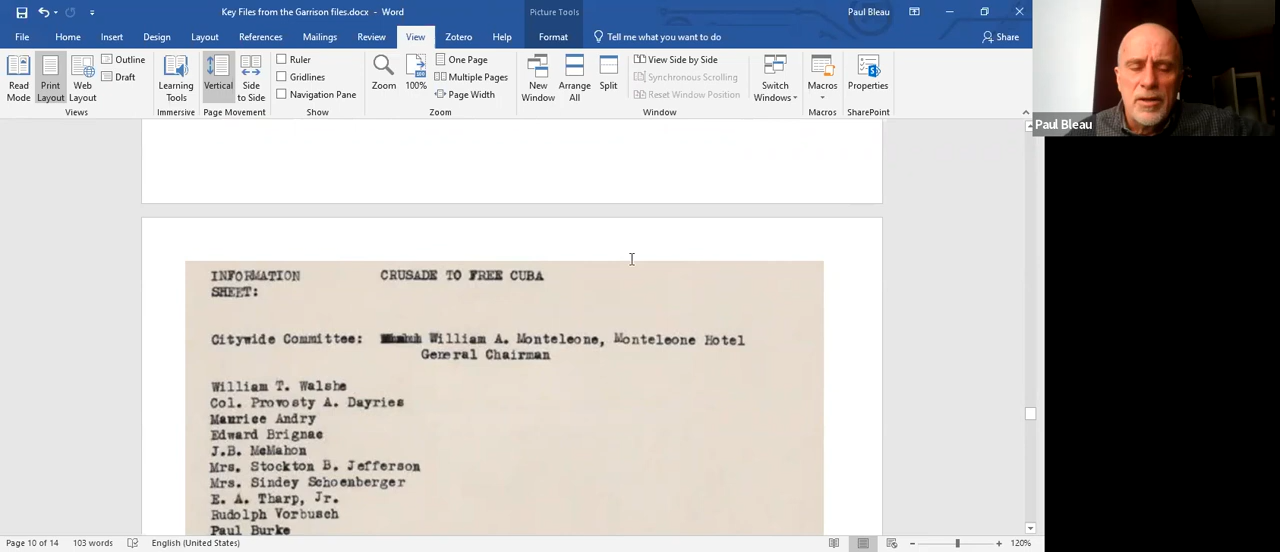 Key Files from the Garrison files.docx - Word
Picture Tools
Paul Bleau
File Home Insert Design Layout References Mailings Review View Zotero Help Format Tell me what you want to do Share
Read Mode
Print Layout
Web Layout
Outline
Draft
Views
Learning Tools
Immersive
Vertical
Side to Side
Page Movement
Ruler
Gridlines
Navigation Pane
Show
Zoom
100
100%
One Page
Multiple Pages
Page Width
Zoom
New Window
Arrange All
Split
View Side by Side
Synchronous Scrolling
Reset Window Position
Switch Windows
Window
Macros
Macros
Properties
SharePoint
Paul Bleau
INFORMATION CRUSADE TO FREE CUBA
SHEET:
Citywide Committee: William A. Monteleone, Monteleone Hotel
General Chairman
William T. Walshe
Col. Provosty A. Dayries
Maurice Andry
Edward Brignac
J.B. McMahon
Mrs. Stockton B. Jefferson
Mrs. Sindey Schoenberger
E. A. Tharp, Jr.
Rudolph Vorbusch
Paul Burke
Page 10 of 14 103 words English (United States) 120%